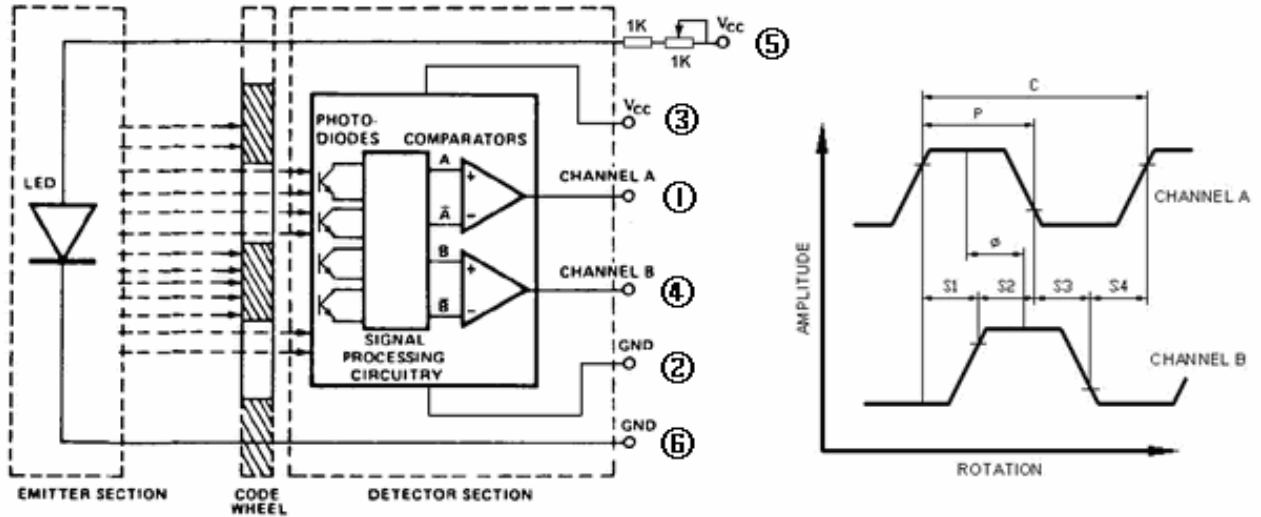 1K
VCC
⑤
1K
VCC
③
PHOTO-
DIODES
COMPARATORS
LED
A
+
CHANNEL A
①
Ā
−
B
+
CHANNEL B
④
B̄
−
SIGNAL
PROCESSING
CIRCUITRY
GND
②
GND
⑥
EMITTER SECTION
CODE
WHEEL
DETECTOR SECTION
C
P
CHANNEL A
ø
S1 S2 S3 S4
CHANNEL B
AMPLITUDE
ROTATION